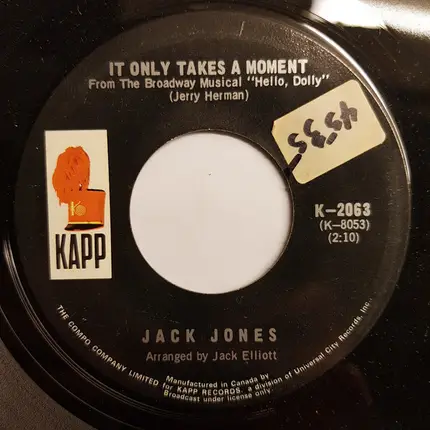 IT ONLY TAKES A MOMENT
From The Broadway Musical "Hello, Dolly"
(Jerry Herman)
K
KAPP
K-2063
(K-8053)
(2:10)
JACK JONES
Arranged by Jack Elliott
Manufactured in Canada by
THE COMPO COMPANY LIMITED for KAPP RECORDS, a division of Universal City Records, Inc.
Broadcast under license only.